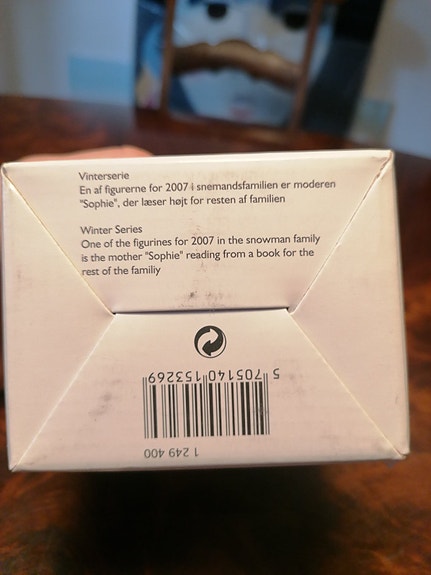 Vinterserie
En af figurerne for 2007 i snemandsfamilien er moderen
"Sophie", der læser højt for resten af familien
Winter Series
One of the figurines for 2007 in the snowman family
is the mother "Sophie" reading from a book for the
rest of the familiy
5 705140 153269
1 249 400